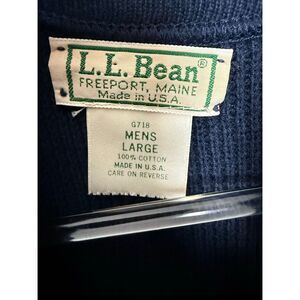 L.L.Bean®
FREEPORT, MAINE
Made in U.S.A.
G718
MENS
LARGE
100% COTTON
MADE IN U.S.A.
CARE ON REVERSE